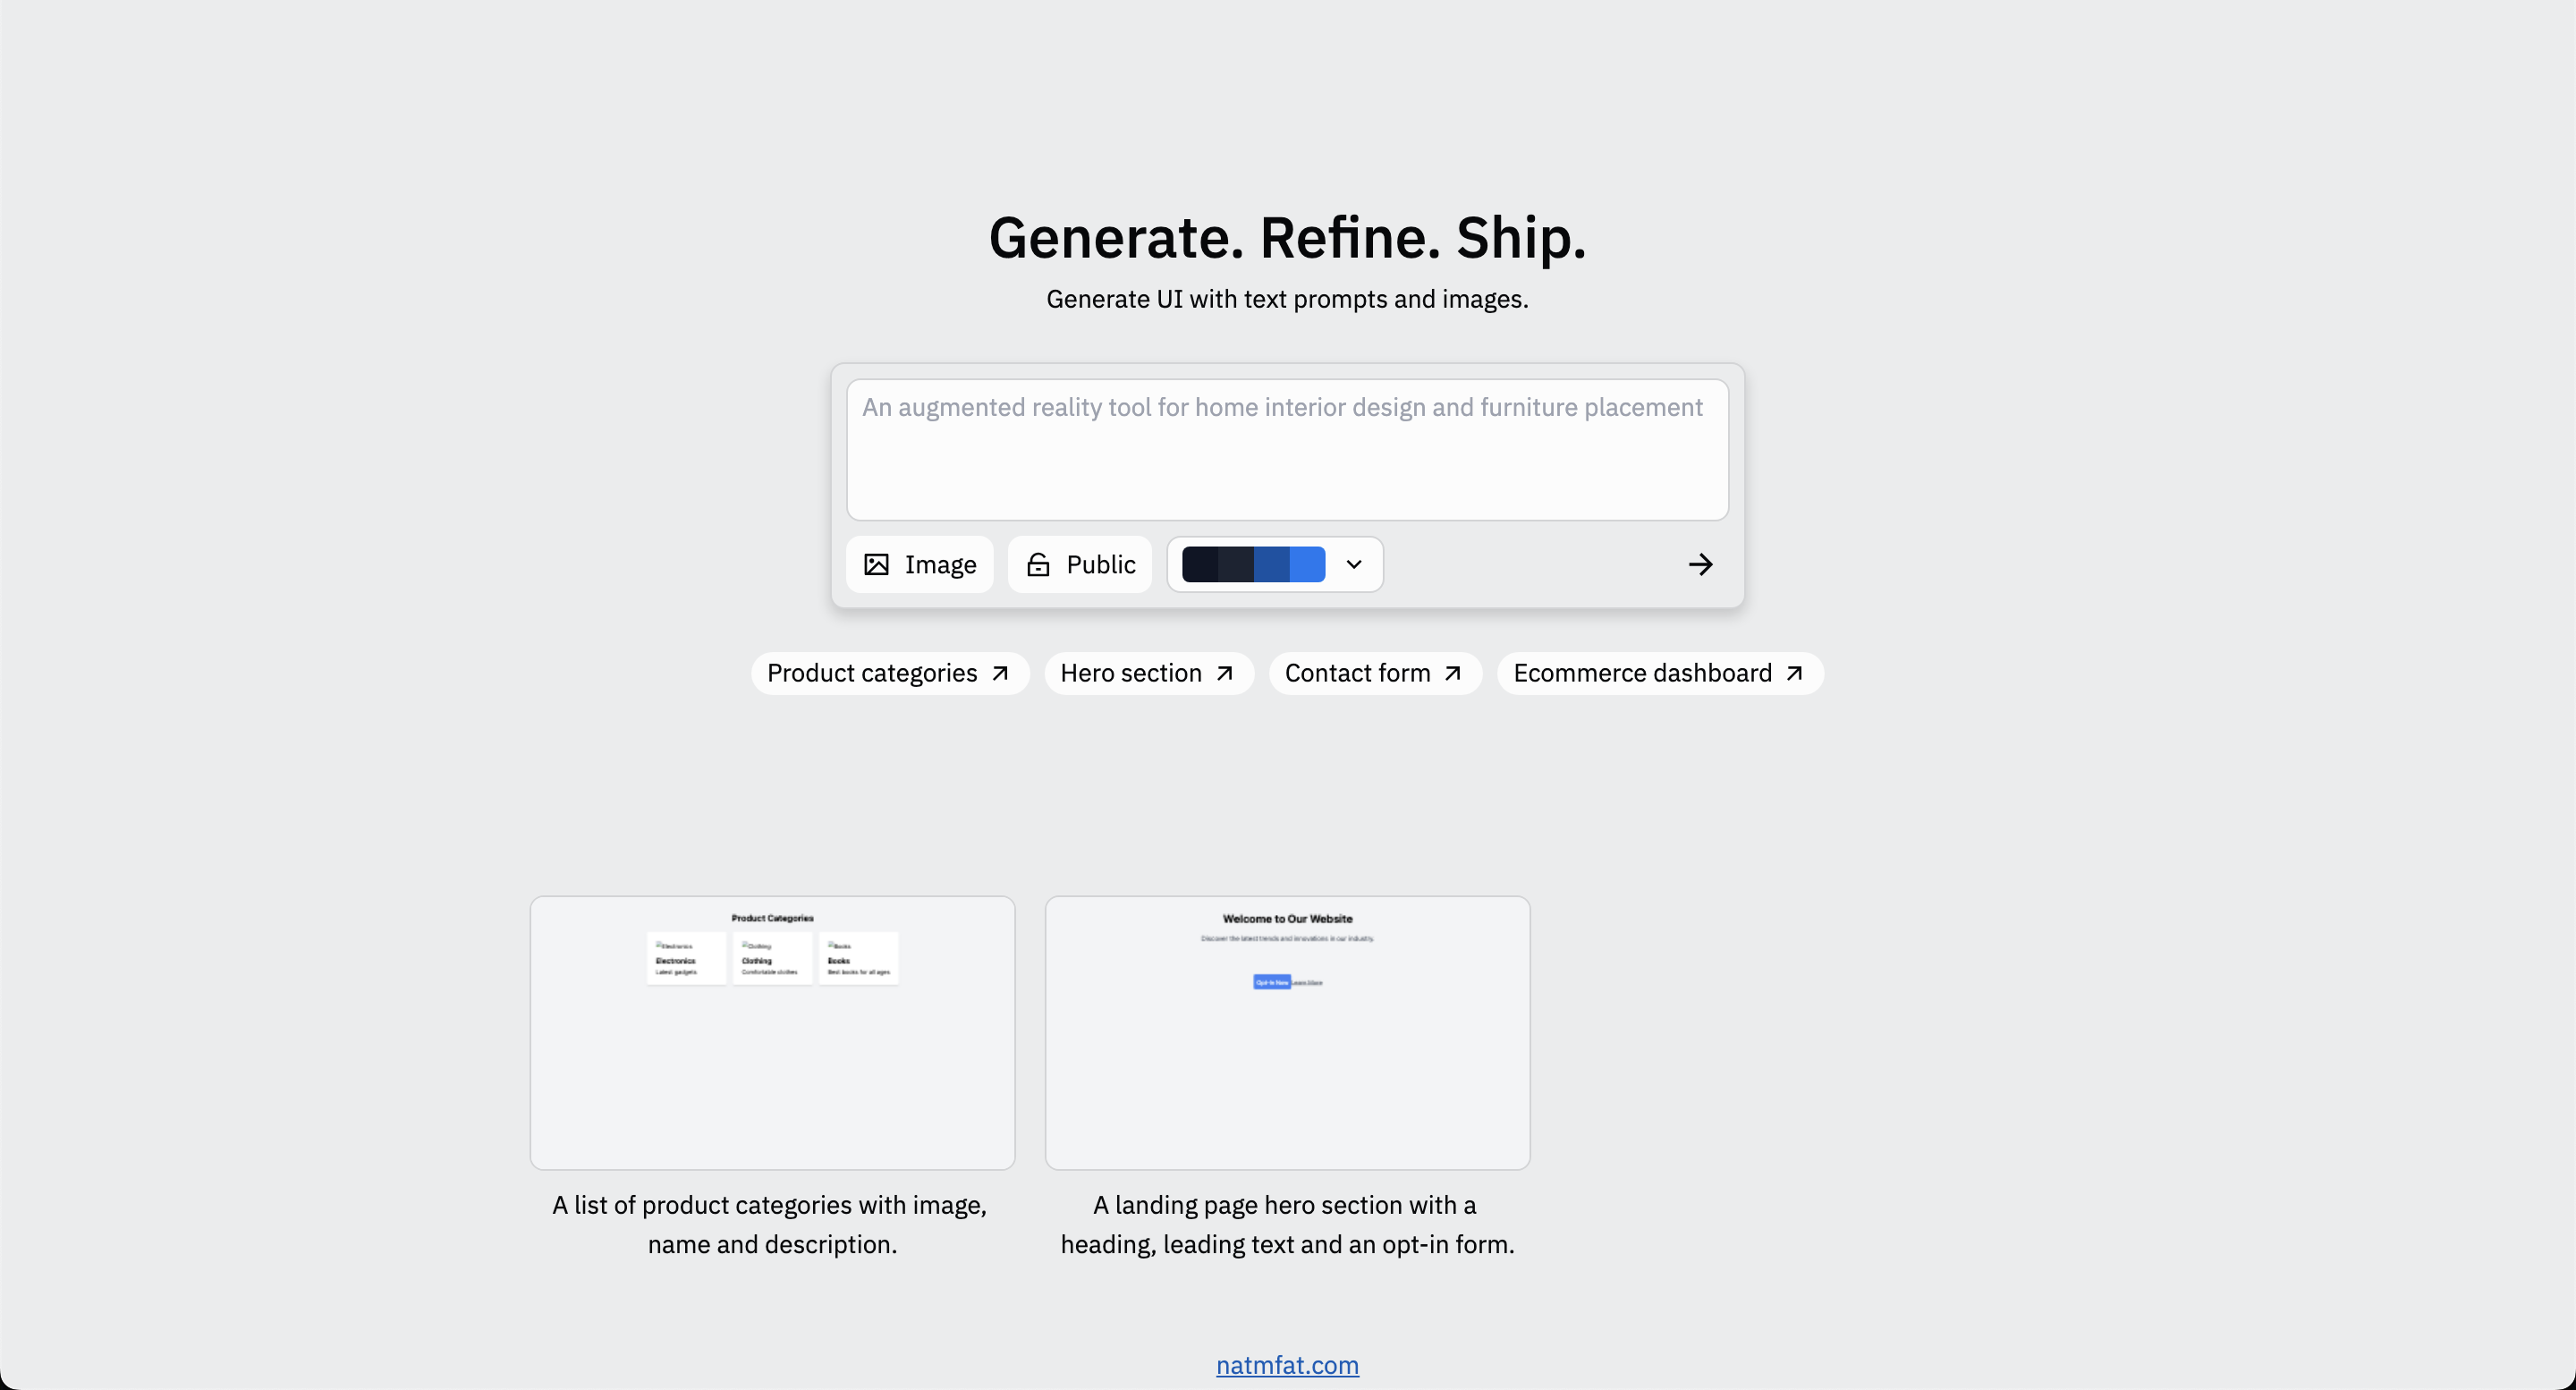 Generate. Refine. Ship.
Generate UI with text prompts and images.
An augmented reality tool for home interior design and furniture placement
Image
Public
Product categories
Hero section
Contact form
Ecommerce dashboard
Product Categories
Electronics
Clothing
Books
Electronics
Clothing
Books
Latest gadgets
Comfortable clothes
Best books for all ages
Welcome to Our Website
Discover the latest trends and innovations in our industry.
Opt-in Now
Learn More
A list of product categories with image,
name and description.
A landing page hero section with a
heading, leading text and an opt-in form.
natmfat.com